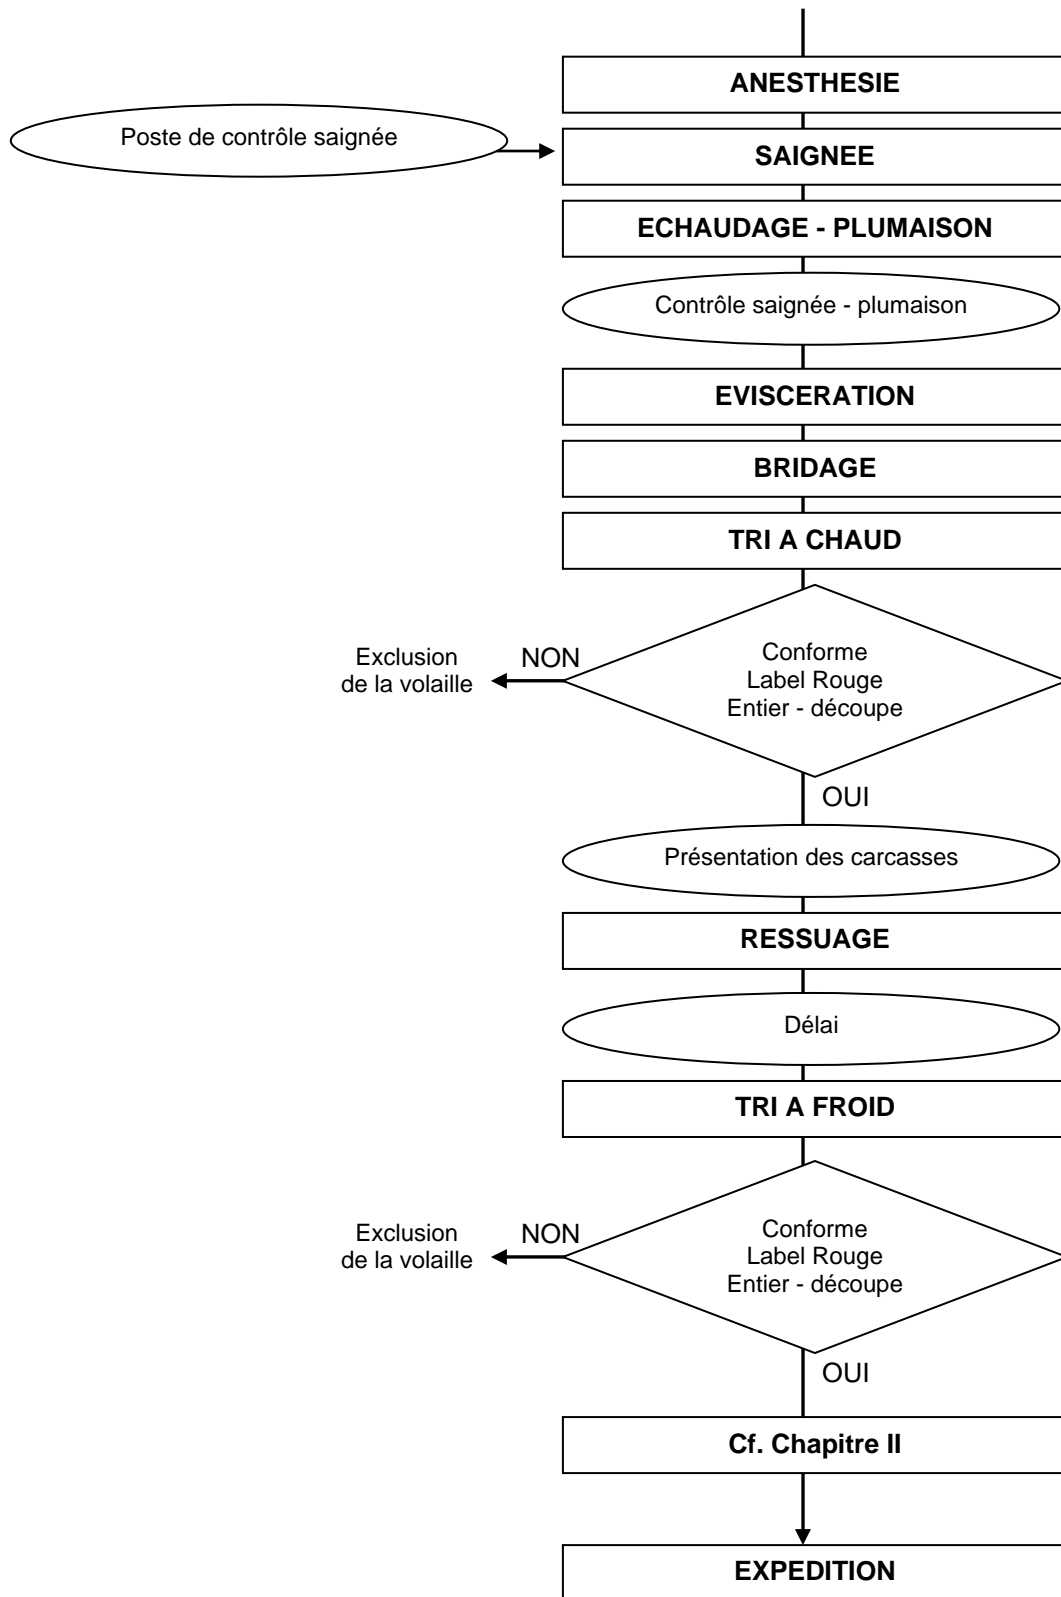 ANESTHESIE
Poste de contrôle saignée
SAIGNEE
ECHAUDAGE - PLUMAISON
Contrôle saignée - plumaison
EVISCERATION
BRIDAGE
TRI A CHAUD
Exclusion
de la volaille
NON
Conforme
Label Rouge
Entier - découpe
OUI
Présentation des carcasses
RESSUAGE
Délai
TRI A FROID
Exclusion
de la volaille
NON
Conforme
Label Rouge
Entier - découpe
OUI
Cf. Chapitre II
EXPEDITION